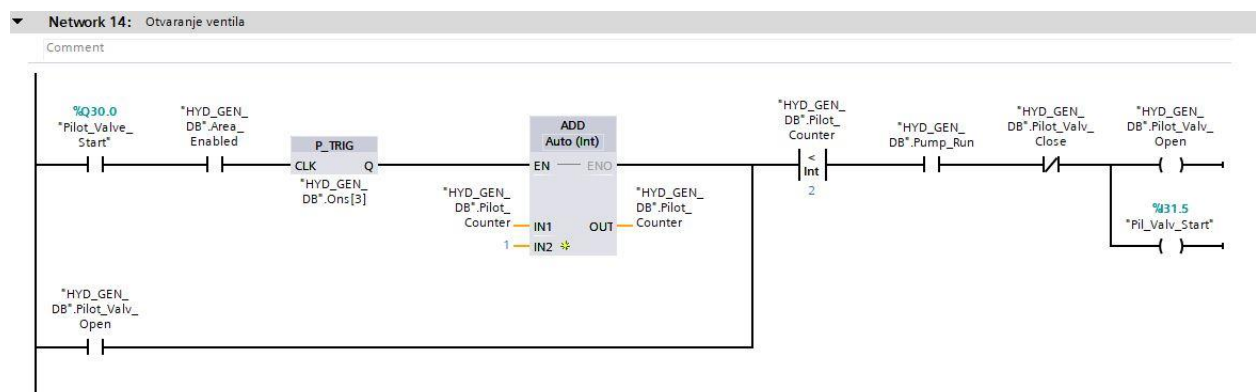 Network 14: Otvaranje ventila
Comment
%Q30.0
"Pilot_Valve_
Start"
"HYD_GEN_
DB".Area_
Enabled
P_TRIG
CLK Q
"HYD_GEN_
DB".Ons[3]
ADD
Auto (Int)
EN ENO
"HYD_GEN_
DB".Pilot_
Counter
IN1
1
IN2
OUT
"HYD_GEN_
DB".Pilot_
Counter
"HYD_GEN_
DB".Pilot_
Counter
<
Int
2
"HYD_GEN_
DB".Pump_Run
"HYD_GEN_
DB".Pilot_Valv_
Close
"HYD_GEN_
DB".Pilot_Valv_
Open
%I31.5
"Pil_Valv_Start"
"HYD_GEN_
DB".Pilot_Valv_
Open